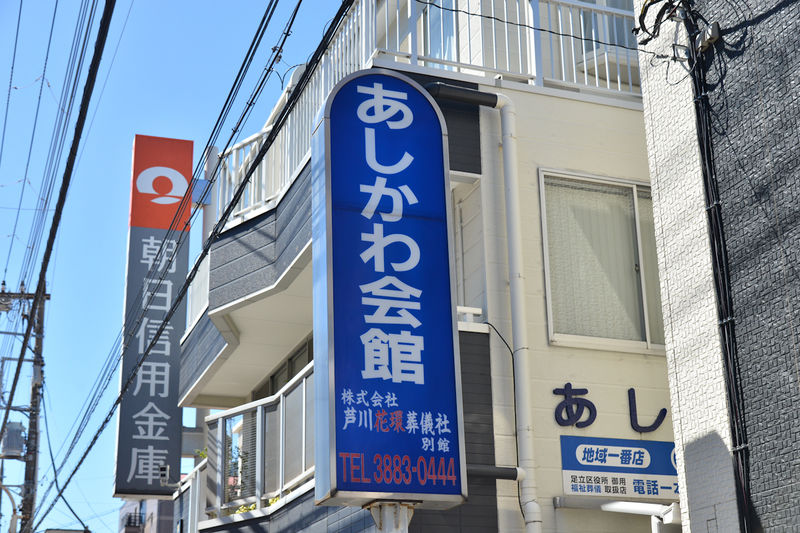 朝日信用金庫
あしかわ会館
株式会社
芦川花環葬儀社
別館
TEL 3883-0444
あし
地域一番店
足立区役所 御用
福祉葬儀 取扱店
電話一本